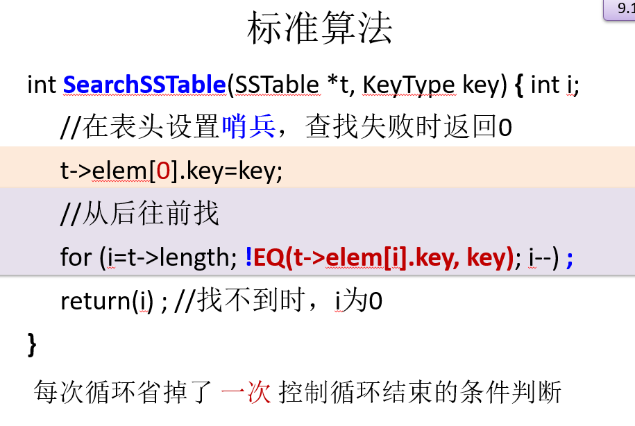 9.1
标准算法
int SearchSSTable(SSTable *t, KeyType key) { int i;
//在表头设置哨兵，查找失败时返回0
t->elem[0].key=key;
//从后往前找
for (i=t->length; !EQ(t->elem[i].key, key); i--) ;
return(i) ; //找不到时，i为0
}
每次循环省掉了 一次 控制循环结束的条件判断